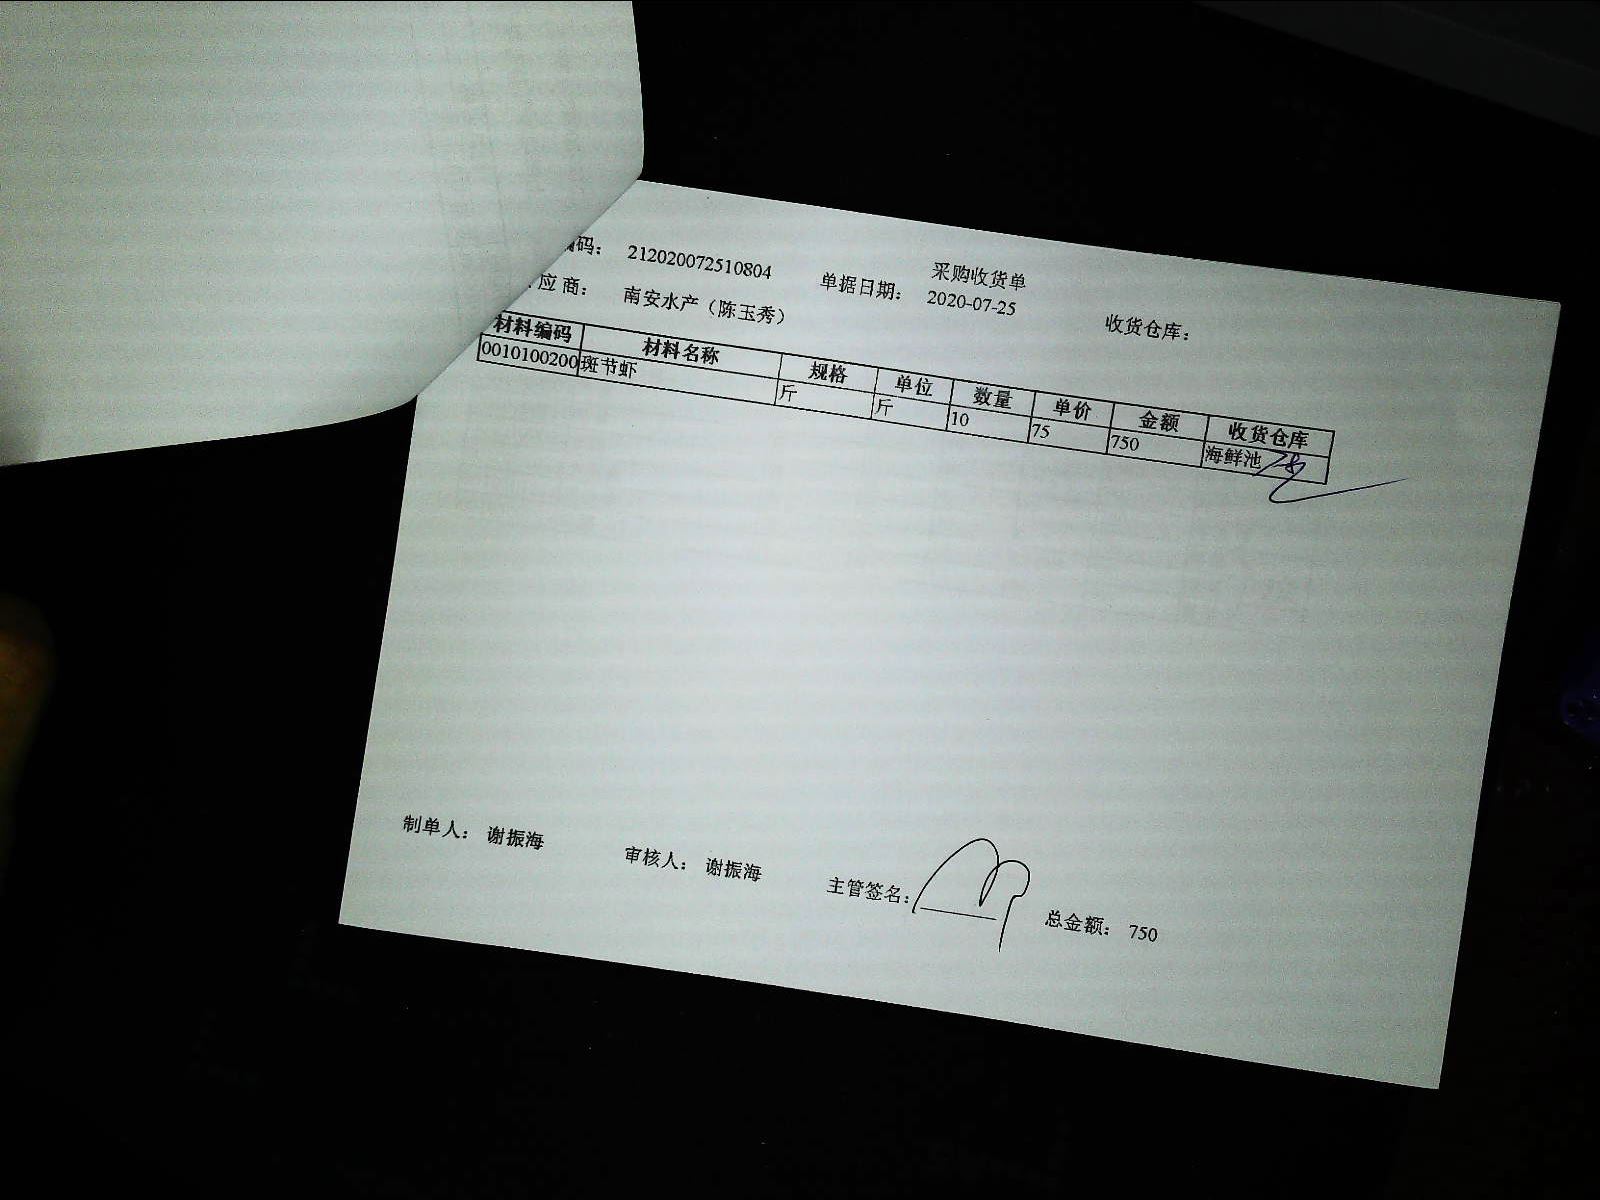 采购收货单
编码： 212020072510804 单据日期： 2020-07-25 收货仓库：
应商： 南安水产（陈玉秀）
材料编码 材料名称 规格 单位 数量 单价 金额 收货仓库
0010100200 斑节虾 斤 斤 10 75 750 海鲜池
制单人： 谢振海 审核人： 谢振海 主管签名： 总金额： 750